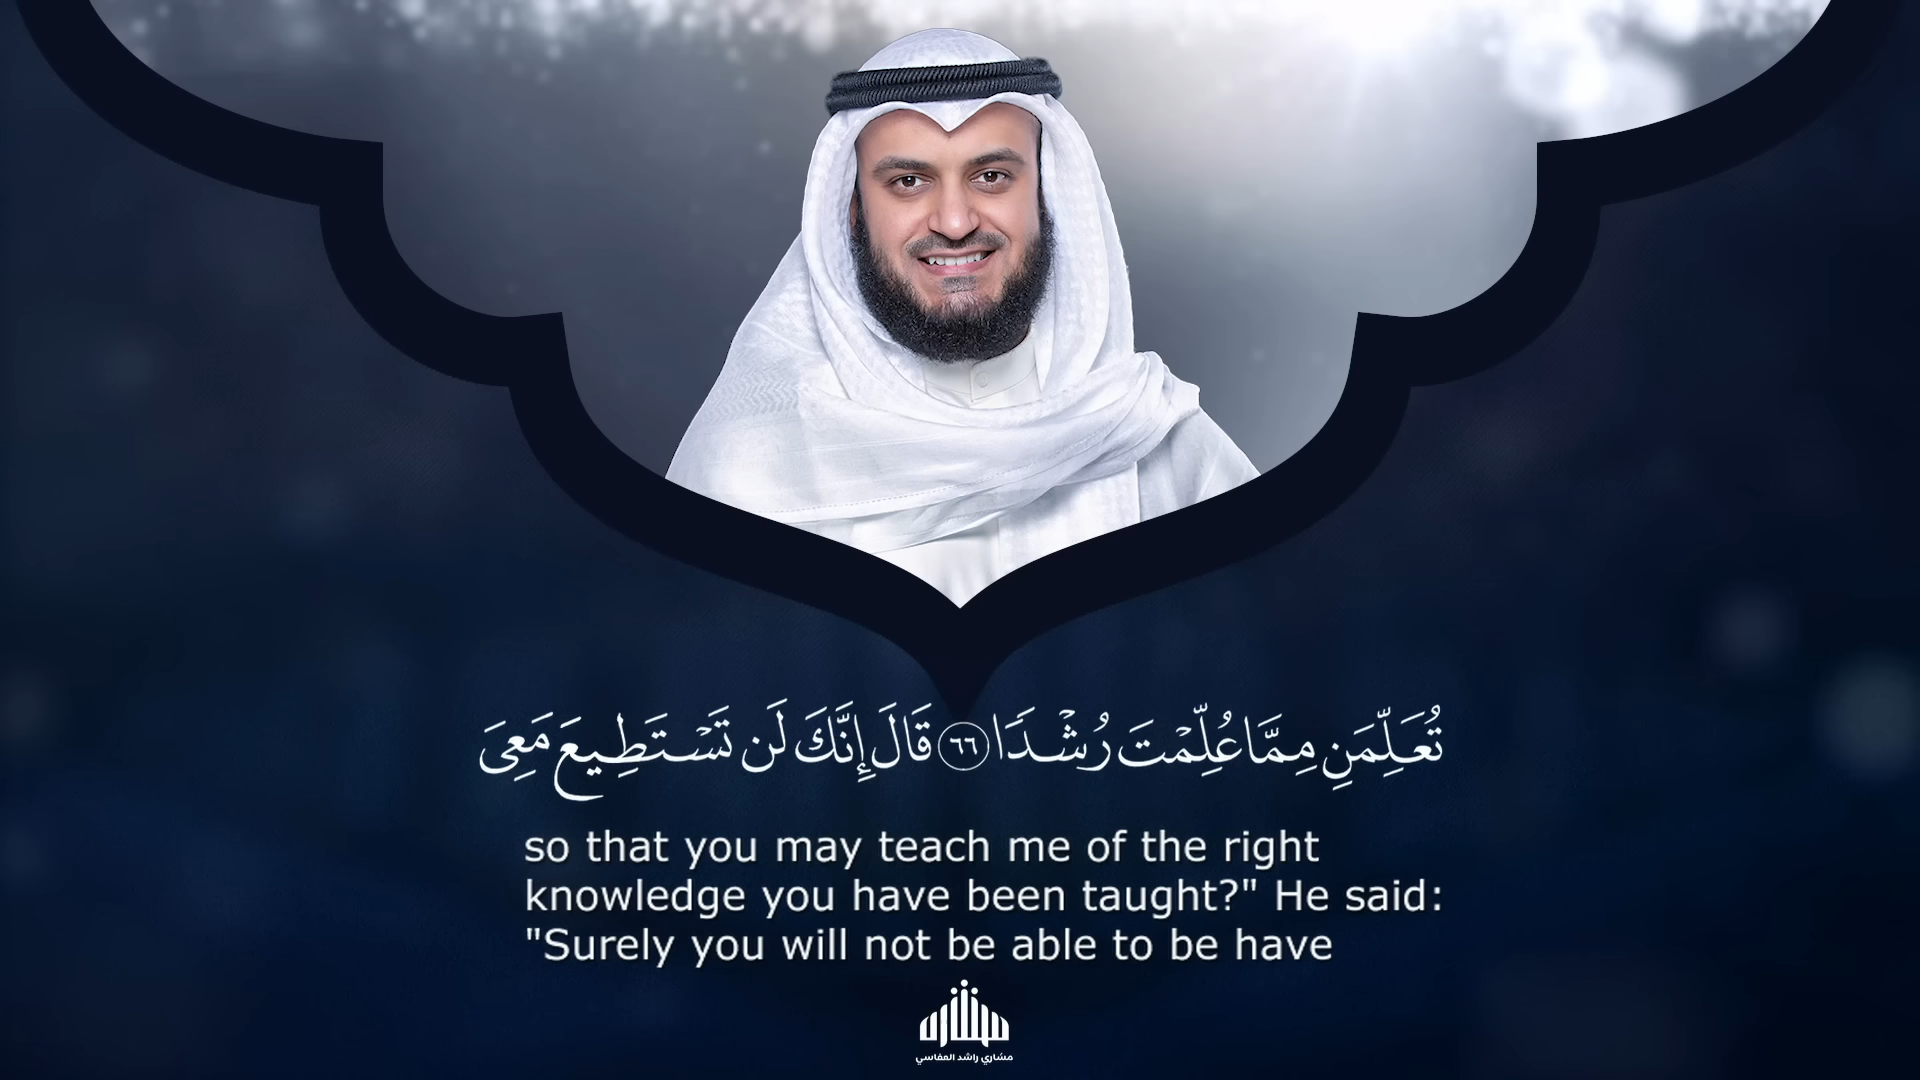 تُعَلِّمَنِ مِمَّا عُلِّمْتَ رُشْدًا ٦٦ قَالَ إِنَّكَ لَن تَسْتَطِيعَ مَعِىَ
so that you may teach me of the right
knowledge you have been taught?" He said:
"Surely you will not be able to be have
مشاري
مشاري راشد العفاسي